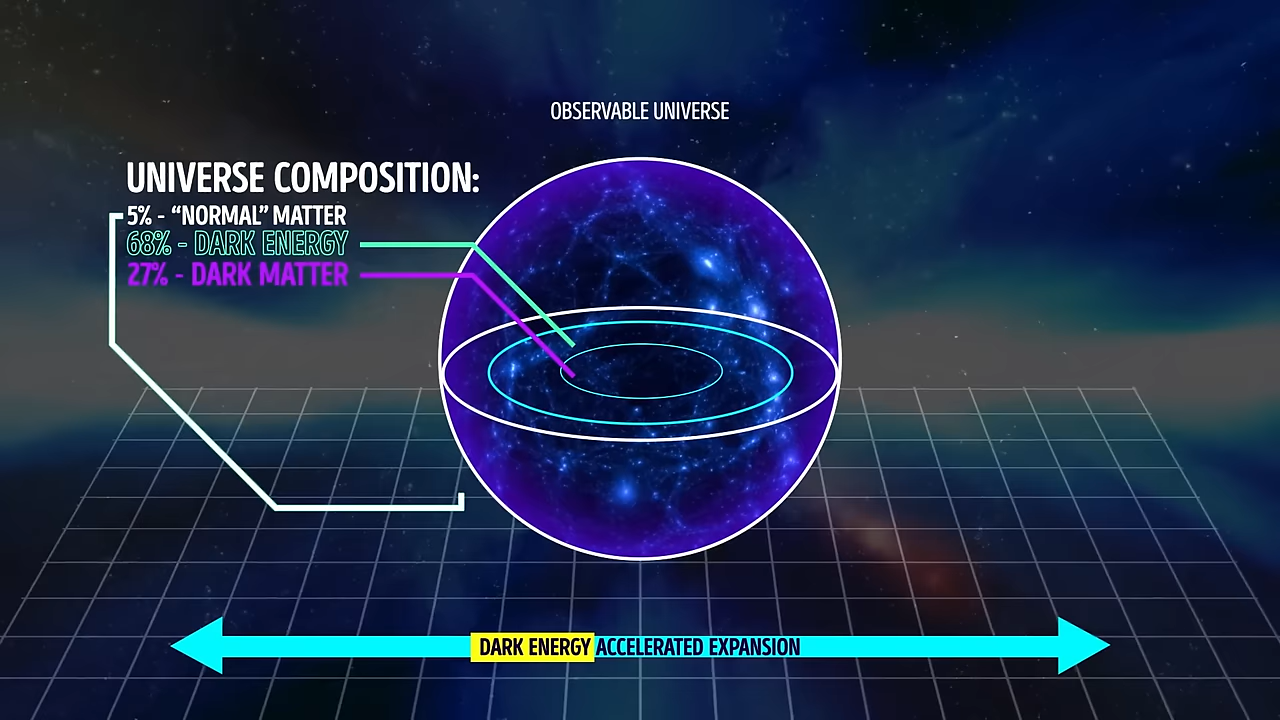 OBSERVABLE UNIVERSE
UNIVERSE COMPOSITION:
5% - “NORMAL” MATTER
68% - DARK ENERGY
27% - DARK MATTER
DARK ENERGY ACCELERATED EXPANSION